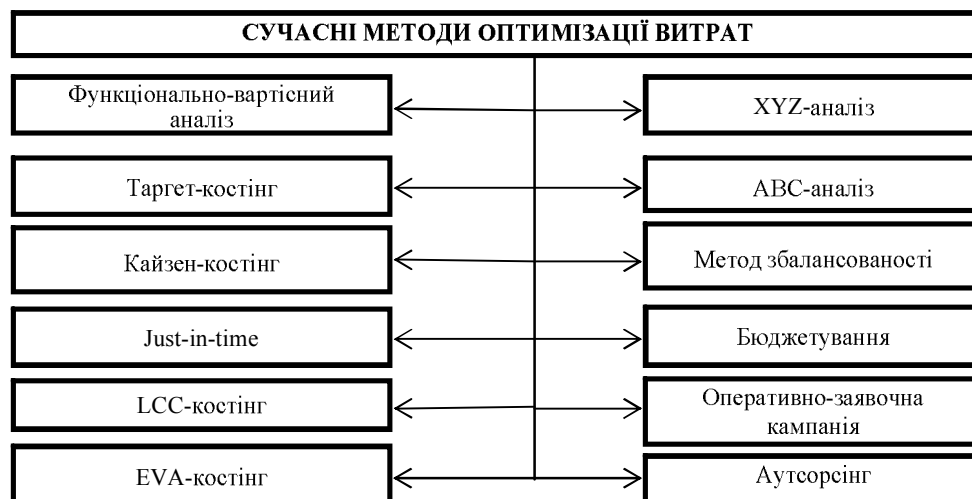 СУЧАСНІ МЕТОДИ ОПТИМІЗАЦІЇ ВИТРАТ
Функціонально-вартісний
аналіз
XYZ-аналіз
Таргет-костінг
АВС-аналіз
Кайзен-костінг
Метод збалансованості
Just-in-time
Бюджетування
LCC-костінг
Оперативно-заявочна
кампанія
EVA-костінг
Аутсорсінг